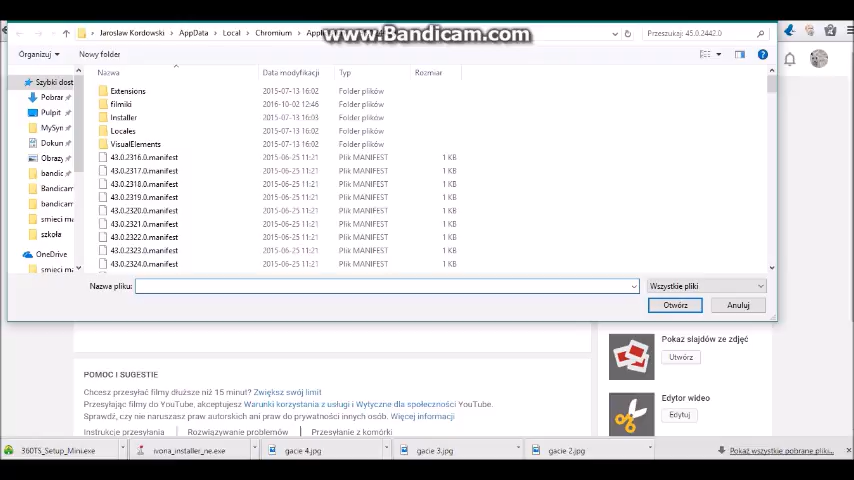 Jaroslaw Kordowski › AppData › Local › Chromium ›
www.Bandicam.com
Przeszukaj: 45.0.2442.0
Organizuj
New folder
Nazwa Data modyfikacji Typ Rozmiar
Szybki dost
Pobrar
Pulpit
MySyn
Dokun
Obrazy
bandic
Bandicam
bandicam
smieci ma
szkoła
OneDrive
smieci ma
Extensions 2015-07-13 16:02 Folder plików
filmiki 2016-10-02 12:46 Folder plików
Installer 2015-07-13 16:03 Folder plików
Locales 2015-07-13 16:02 Folder plików
VisualElements 2015-07-13 16:02 Folder plików
43.0.2316.0.manifest 2015-06-25 11:21 Plik MANIFEST 1 KB
43.0.2317.0.manifest 2015-06-25 11:21 Plik MANIFEST 1 KB
43.0.2318.0.manifest 2015-06-25 11:21 Plik MANIFEST 1 KB
43.0.2319.0.manifest 2015-06-25 11:21 Plik MANIFEST 1 KB
43.0.2320.0.manifest 2015-06-25 11:21 Plik MANIFEST 1 KB
43.0.2321.0.manifest 2015-06-25 11:21 Plik MANIFEST 1 KB
43.0.2322.0.manifest 2015-06-25 11:21 Plik MANIFEST 1 KB
43.0.2323.0.manifest 2015-06-25 11:21 Plik MANIFEST 1 KB
43.0.2324.0.manifest 2015-06-25 11:21 Plik MANIFEST 1 KB
Nazwa pliku:
Wszystkie pliki
Otwórz
Anuluj
Pokaz slajdów ze zdjęć
Otwórz
Edytor wideo
Edytuj
POMOC I SUGESTIE
Chcesz przesyłać filmy dłuższe niż 15 minut? Zwiększ swój limit
Przesyłając filmy do YouTube, akceptujesz Warunki korzystania z usługi i Wytyczne dla społeczności YouTube.
Sprawdź, czy nie naruszasz praw autorskich ani praw do prywatności innych osób. Więcej informacji
Instrukcje przesyłania Rozwiązywanie problemów Przesyłanie z komórki
360TS_Setup_Mini.exe
ivona_installer_ne.exe
gacie 4.jpg
gacie 3.jpg
gacie 2.jpg
Pokaż wszystkie pobrane pliki...